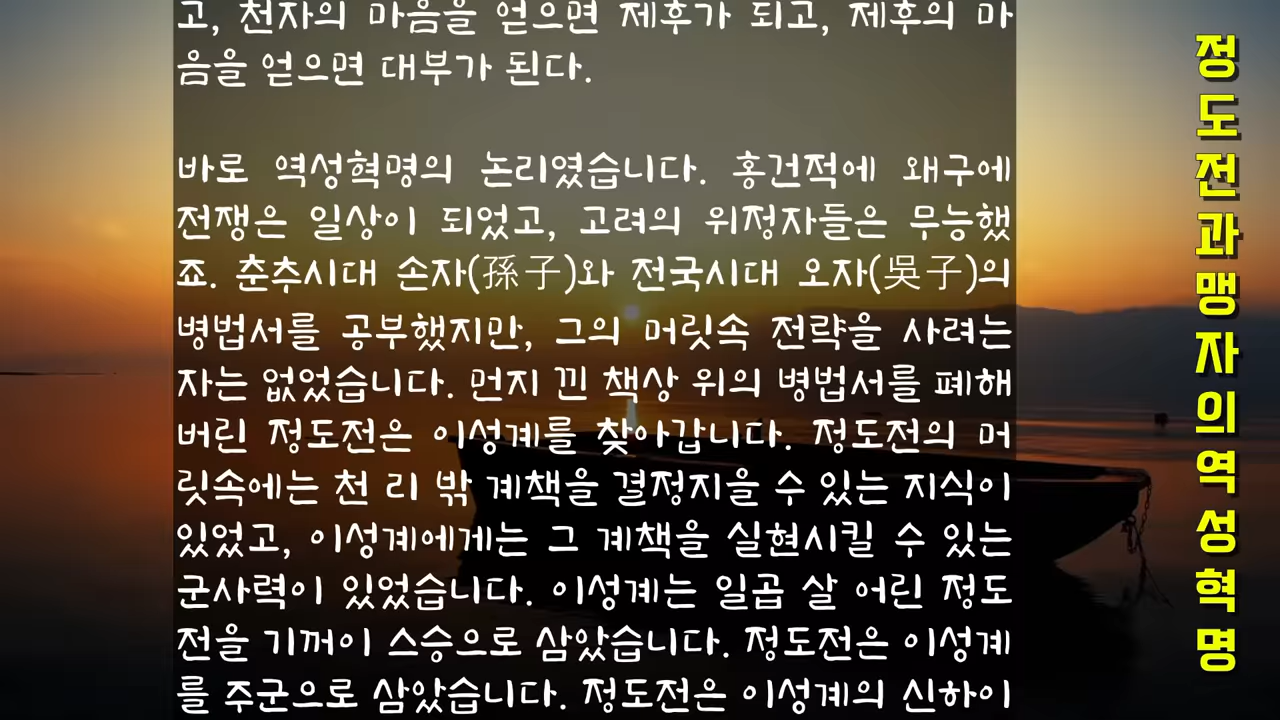 고, 천자의 마음을 얻으면 제후가 되고, 제후의 마
음을 얻으면 대부가 된다.
바로 역성혁명의 논리였습니다. 홍건적에 왜구에
전쟁은 일상이 되었고, 고려의 위정자들은 무능했
죠. 춘추시대 손자(孫子)와 전국시대 오자(吳子)의
병법서를 공부했지만, 그의 머릿속 전략을 사려는
자는 없었습니다. 먼지 낀 책상 위의 병법서를 폐해
버린 정도전은 이성계를 찾아갑니다. 정도전의 머
릿속에는 천 리 밖 계책을 결정지을 수 있는 지식이
있었고, 이성계에게는 그 계책을 실현시킬 수 있는
군사력이 있었습니다. 이성계는 일곱 살 어린 정도
전을 기꺼이 스승으로 삼았습니다. 정도전은 이성계
를 주군으로 삼았습니다. 정도전은 이성계의 신하이
정도전과맹자의역성혁명